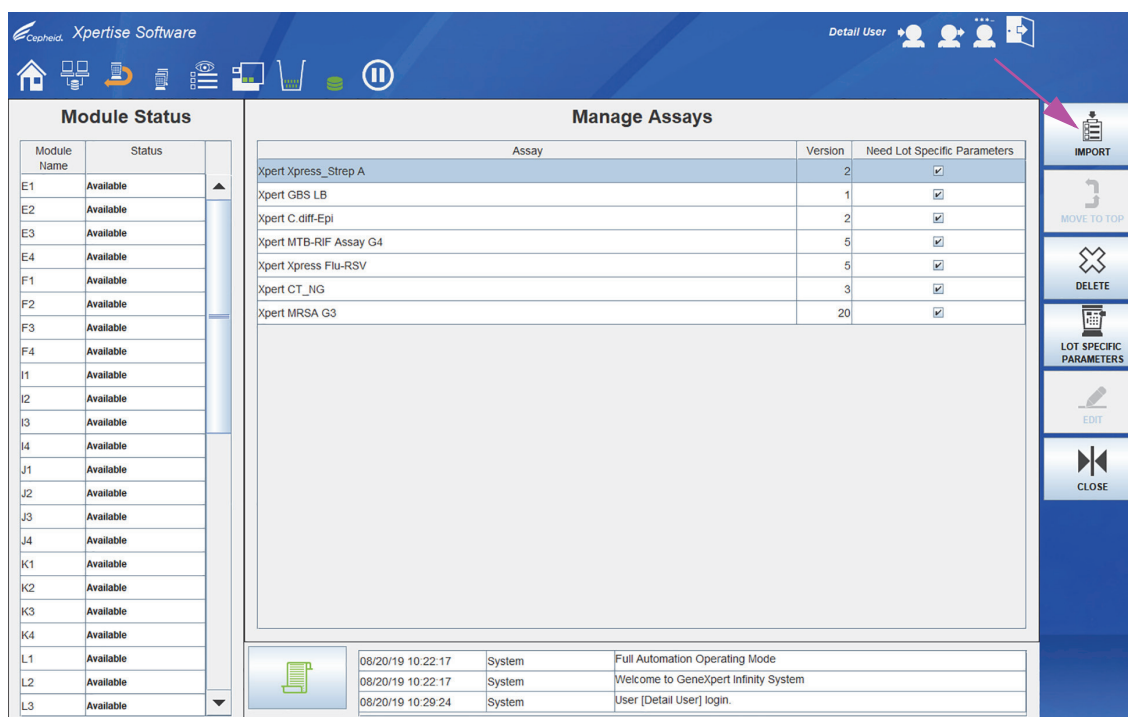 Cepheid. Xpertise Software
Detail User
Module Status
Module Name Status
E1 Available
E2 Available
E3 Available
E4 Available
F1 Available
F2 Available
F3 Available
F4 Available
I1 Available
I2 Available
I3 Available
I4 Available
J1 Available
J2 Available
J3 Available
J4 Available
K1 Available
K2 Available
K3 Available
K4 Available
L1 Available
L2 Available
L3 Available
Manage Assays
Assay Version Need Lot Specific Parameters
Xpert Xpress_Strep A 2
Xpert GBS LB 1
Xpert C.diff-Epi 2
Xpert MTB-RIF Assay G4 5
Xpert Xpress Flu-RSV 5
Xpert CT_NG 3
Xpert MRSA G3 20
08/20/19 10:22:17 System Full Automation Operating Mode
08/20/19 10:22:17 System Welcome to GeneXpert Infinity System
08/20/19 10:29:24 System User [Detail User] login.
IMPORT
MOVE TO TOP
DELETE
LOT SPECIFIC
PARAMETERS
EDIT
CLOSE